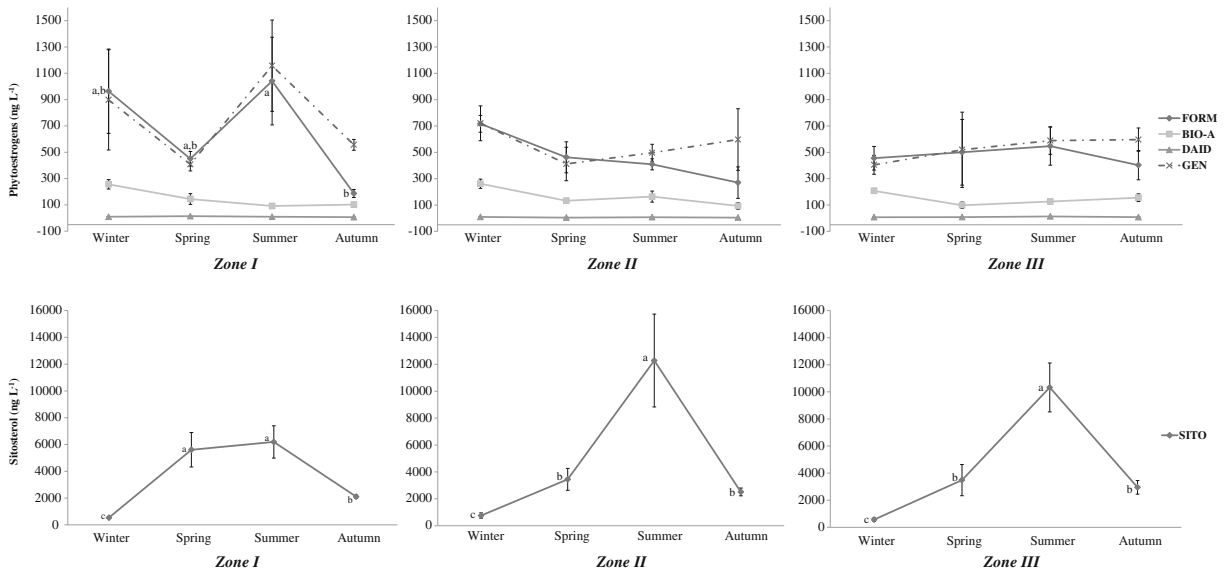 Phytoestrogens (ng L-1)
1500
1300
1100
900
700
500
300
100
-100
a,b
a,b
a
b
Winter Spring Summer Autumn
Zone I
1500
1300
1100
900
700
500
300
100
-100
Winter Spring Summer Autumn
Zone II
1500
1300
1100
900
700
500
300
100
-100
Winter Spring Summer Autumn
Zone III
FORM
BIO-A
DAID
GEN
Sitosterol (ng L-1)
16000
14000
12000
10000
8000
6000
4000
2000
0
c
a
a
b
Winter Spring Summer Autumn
Zone I
16000
14000
12000
10000
8000
6000
4000
2000
0
c
b
a
b
Winter Spring Summer Autumn
Zone II
16000
14000
12000
10000
8000
6000
4000
2000
0
c
b
a
b
Winter Spring Summer Autumn
Zone III
SITO